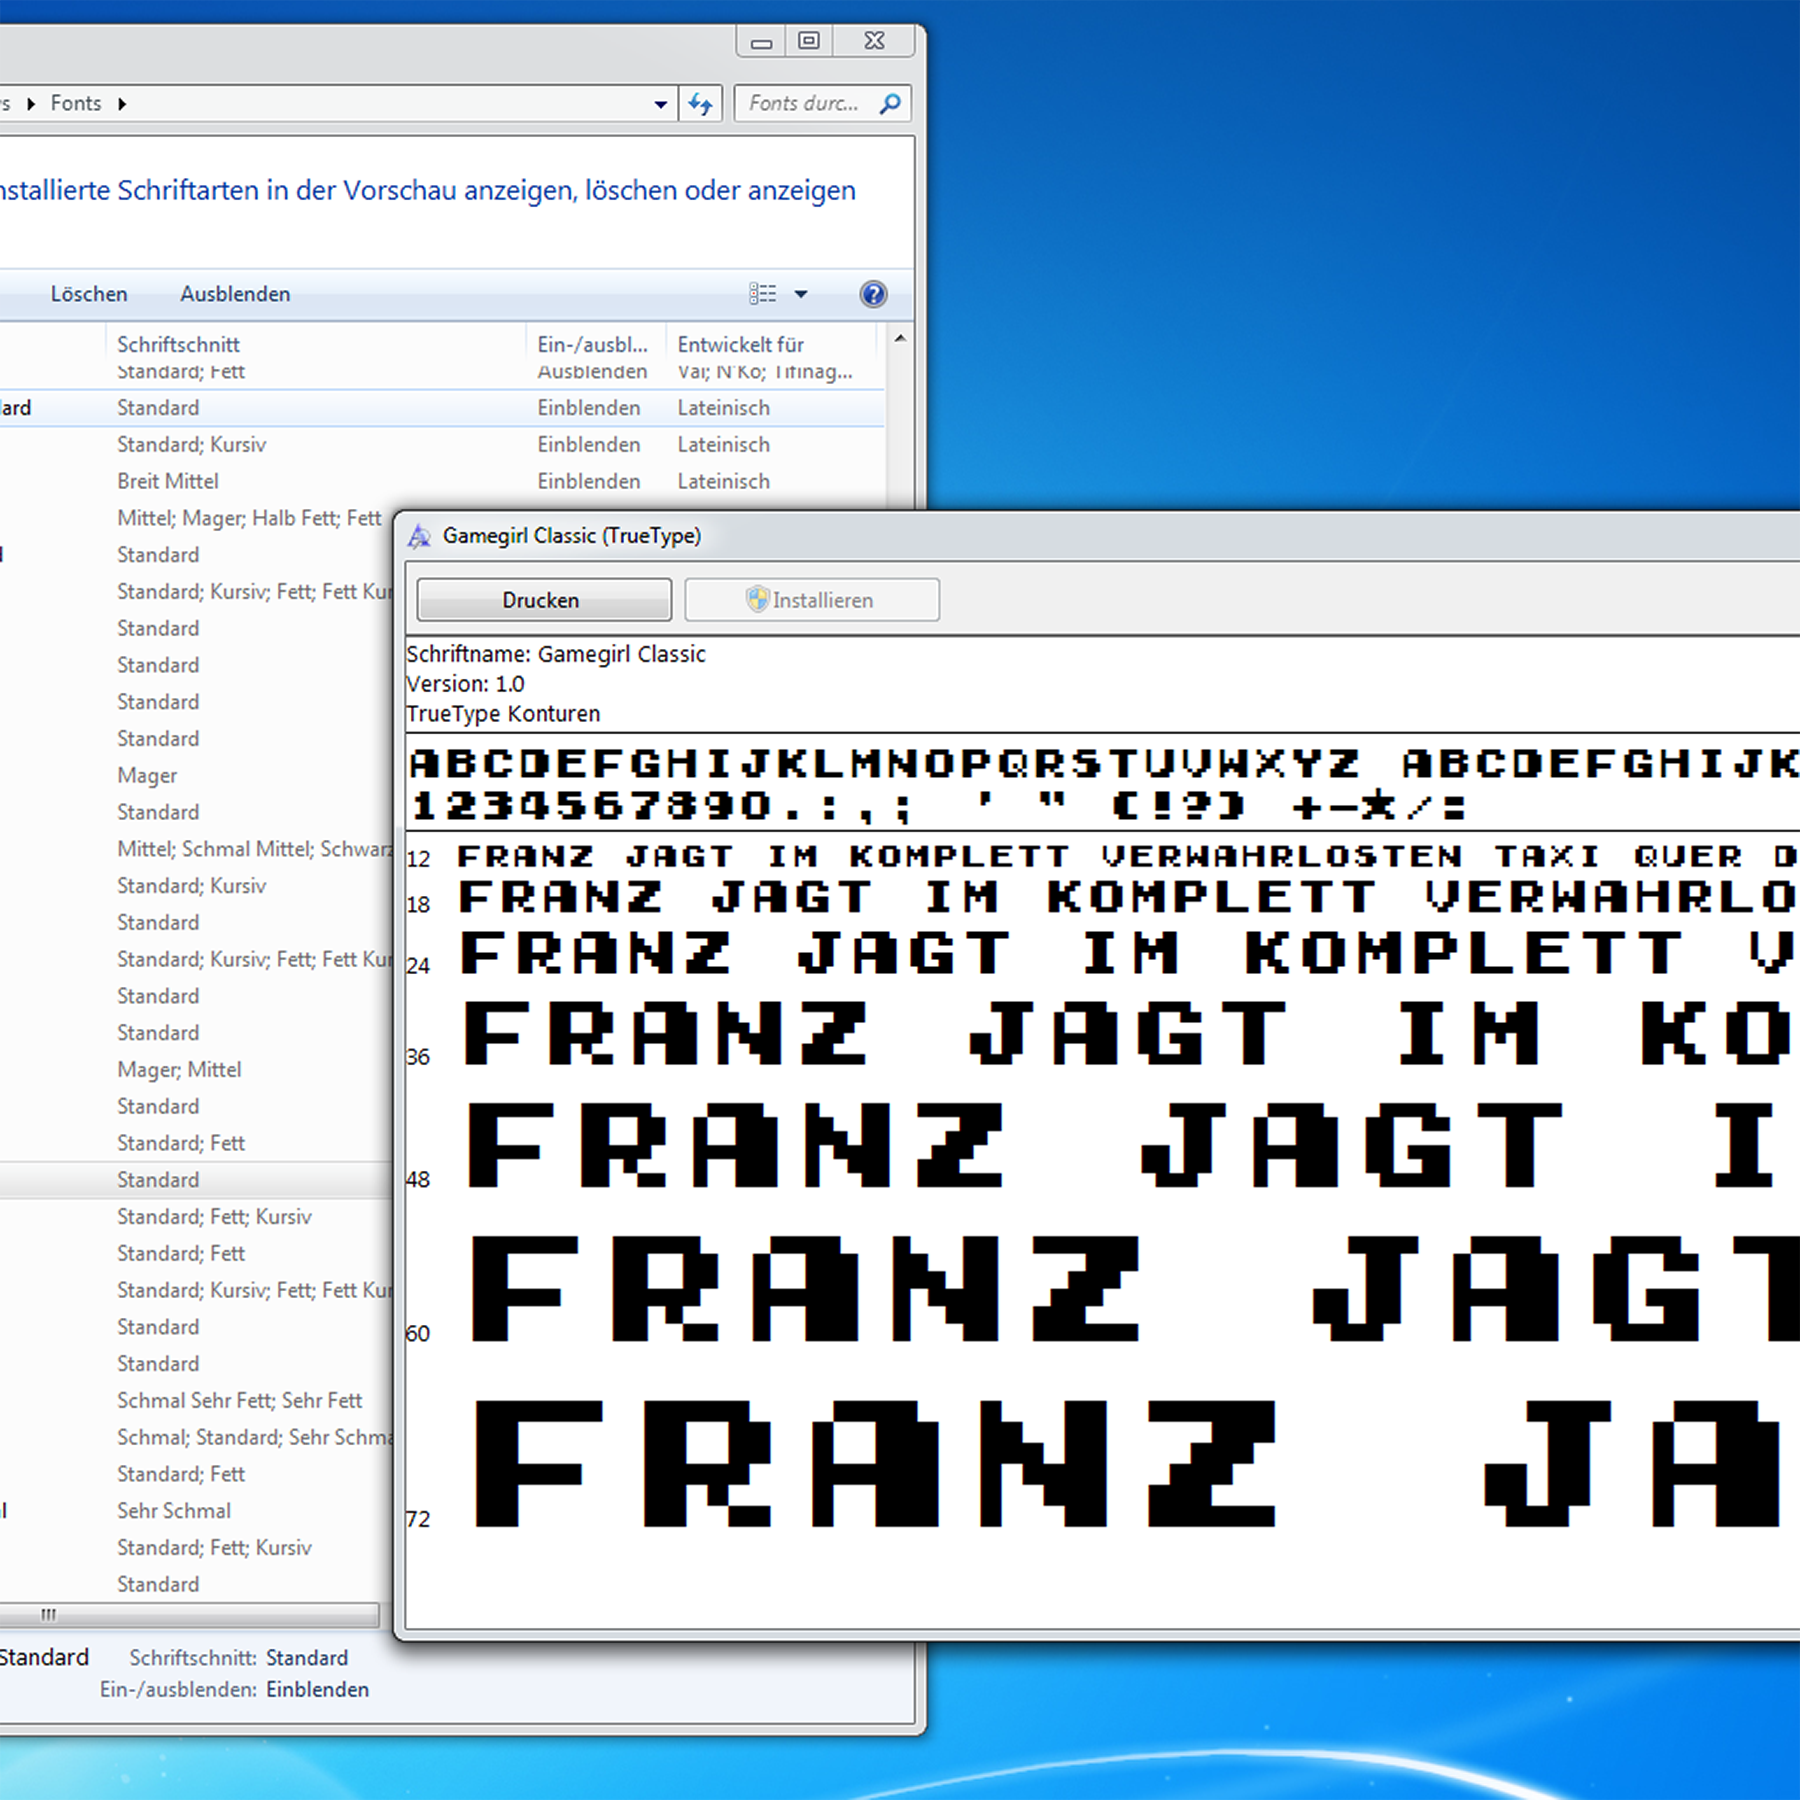 Fonts
Fonts durc...
nstallierte Schriftarten in der Vorschau anzeigen, löschen oder anzeigen
Löschen Ausblenden
Schriftschnitt Ein-/ausbl... Entwickelt für
Standard; Fett Ausblenden Vai; N'Ko; Tifinag...
ard Standard Einblenden Lateinisch
Standard; Kursiv Einblenden Lateinisch
Breit Mittel Einblenden Lateinisch
Mittel; Mager; Halb Fett; Fett
Standard
Standard; Kursiv; Fett; Fett Kur
Standard
Standard
Standard
Standard
Mager
Standard
Mittel; Schmal Mittel; Schwarz
Standard; Kursiv
Standard
Standard; Kursiv; Fett; Fett Kur
Standard
Standard
Mager; Mittel
Standard
Standard; Fett
Standard
Standard; Fett; Kursiv
Standard; Fett
Standard; Kursiv; Fett; Fett Kur
Standard
Standard
Schmal Sehr Fett; Sehr Fett
Schmal; Standard; Sehr Schma
Standard; Fett
Sehr Schmal
Standard; Fett; Kursiv
Standard
Standard Schriftschnitt: Standard
Ein-/ausblenden: Einblenden
Gamegirl Classic (TrueType)
Drucken Installieren
Schriftname: Gamegirl Classic
Version: 1.0
TrueType Konturen
ABCDEFGHIJKLMNOPQRSTUVWXYZ ABCDEFGHIJK
1234567890.:,; ' " (!?) +-*/=
12 FRANZ JAGT IM KOMPLETT VERWAHRLOSTEN TAXI QUER D
18 FRANZ JAGT IM KOMPLETT VERWAHRLO
24 FRANZ JAGT IM KOMPLETT V
36 FRANZ JAGT IM KO
48 FRANZ JAGT I
60 FRANZ JAGT
72 FRANZ JA